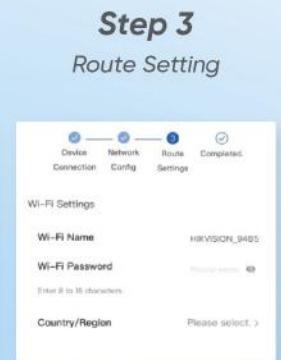 Step 3
Route Setting
3
Device Connection
Network Config
Route Settings
Completed
Wi-Fi Settings
Wi-Fi Name
HIKVISION_9485
Wi-Fi Password
Enter 8 to 16 characters.
Country/Region
Please select. >